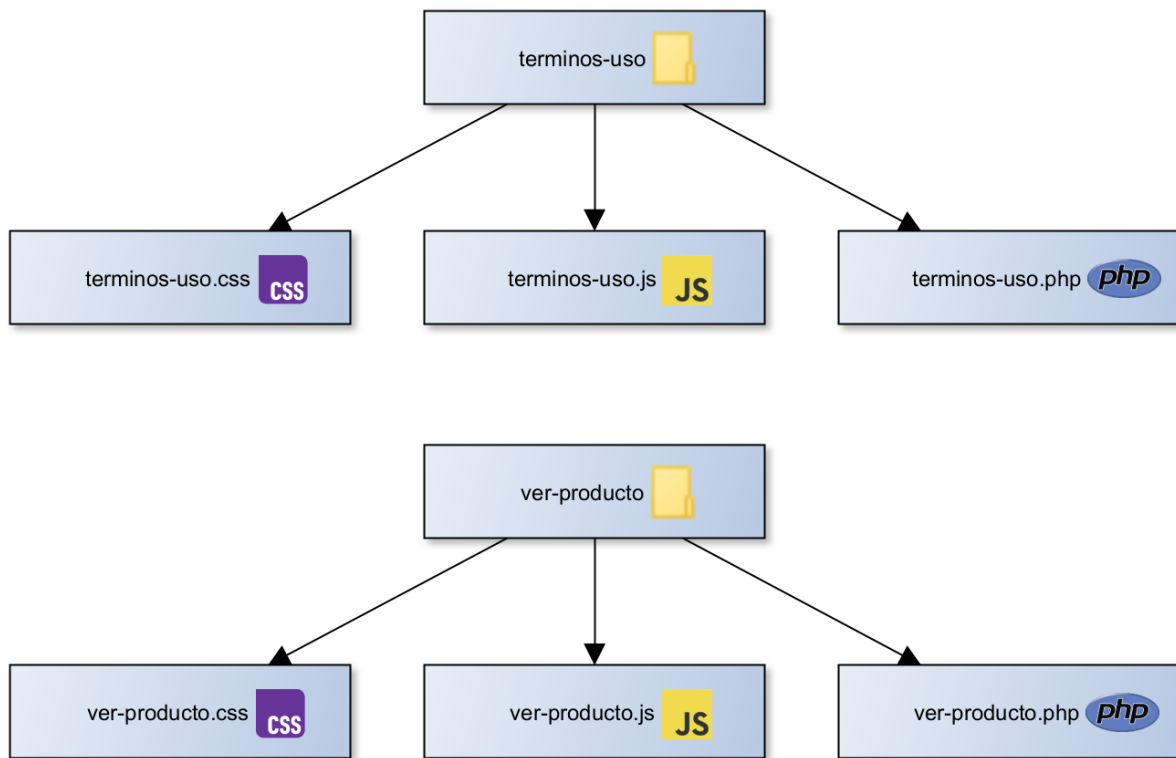 terminos-uso
terminos-uso.css CSS
terminos-uso.js JS
terminos-uso.php php
ver-producto
ver-producto.css CSS
ver-producto.js JS
ver-producto.php php